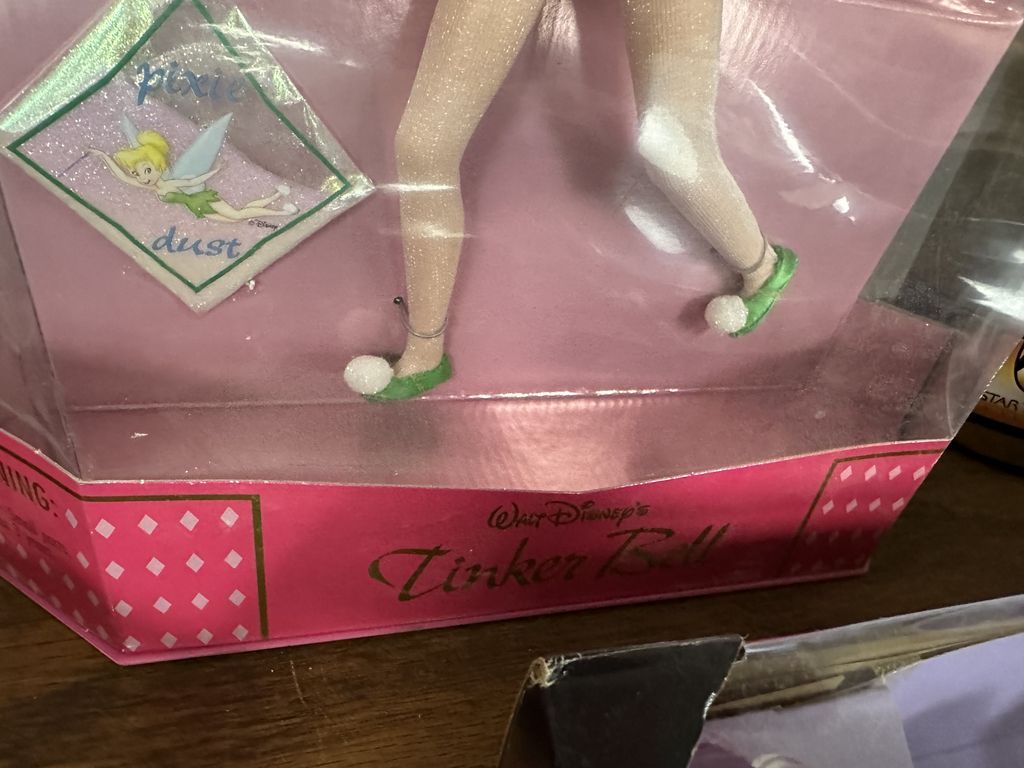 pixie
dust
© Disney
NING:
STAR
WALT DISNEY'S
Tinker Bell